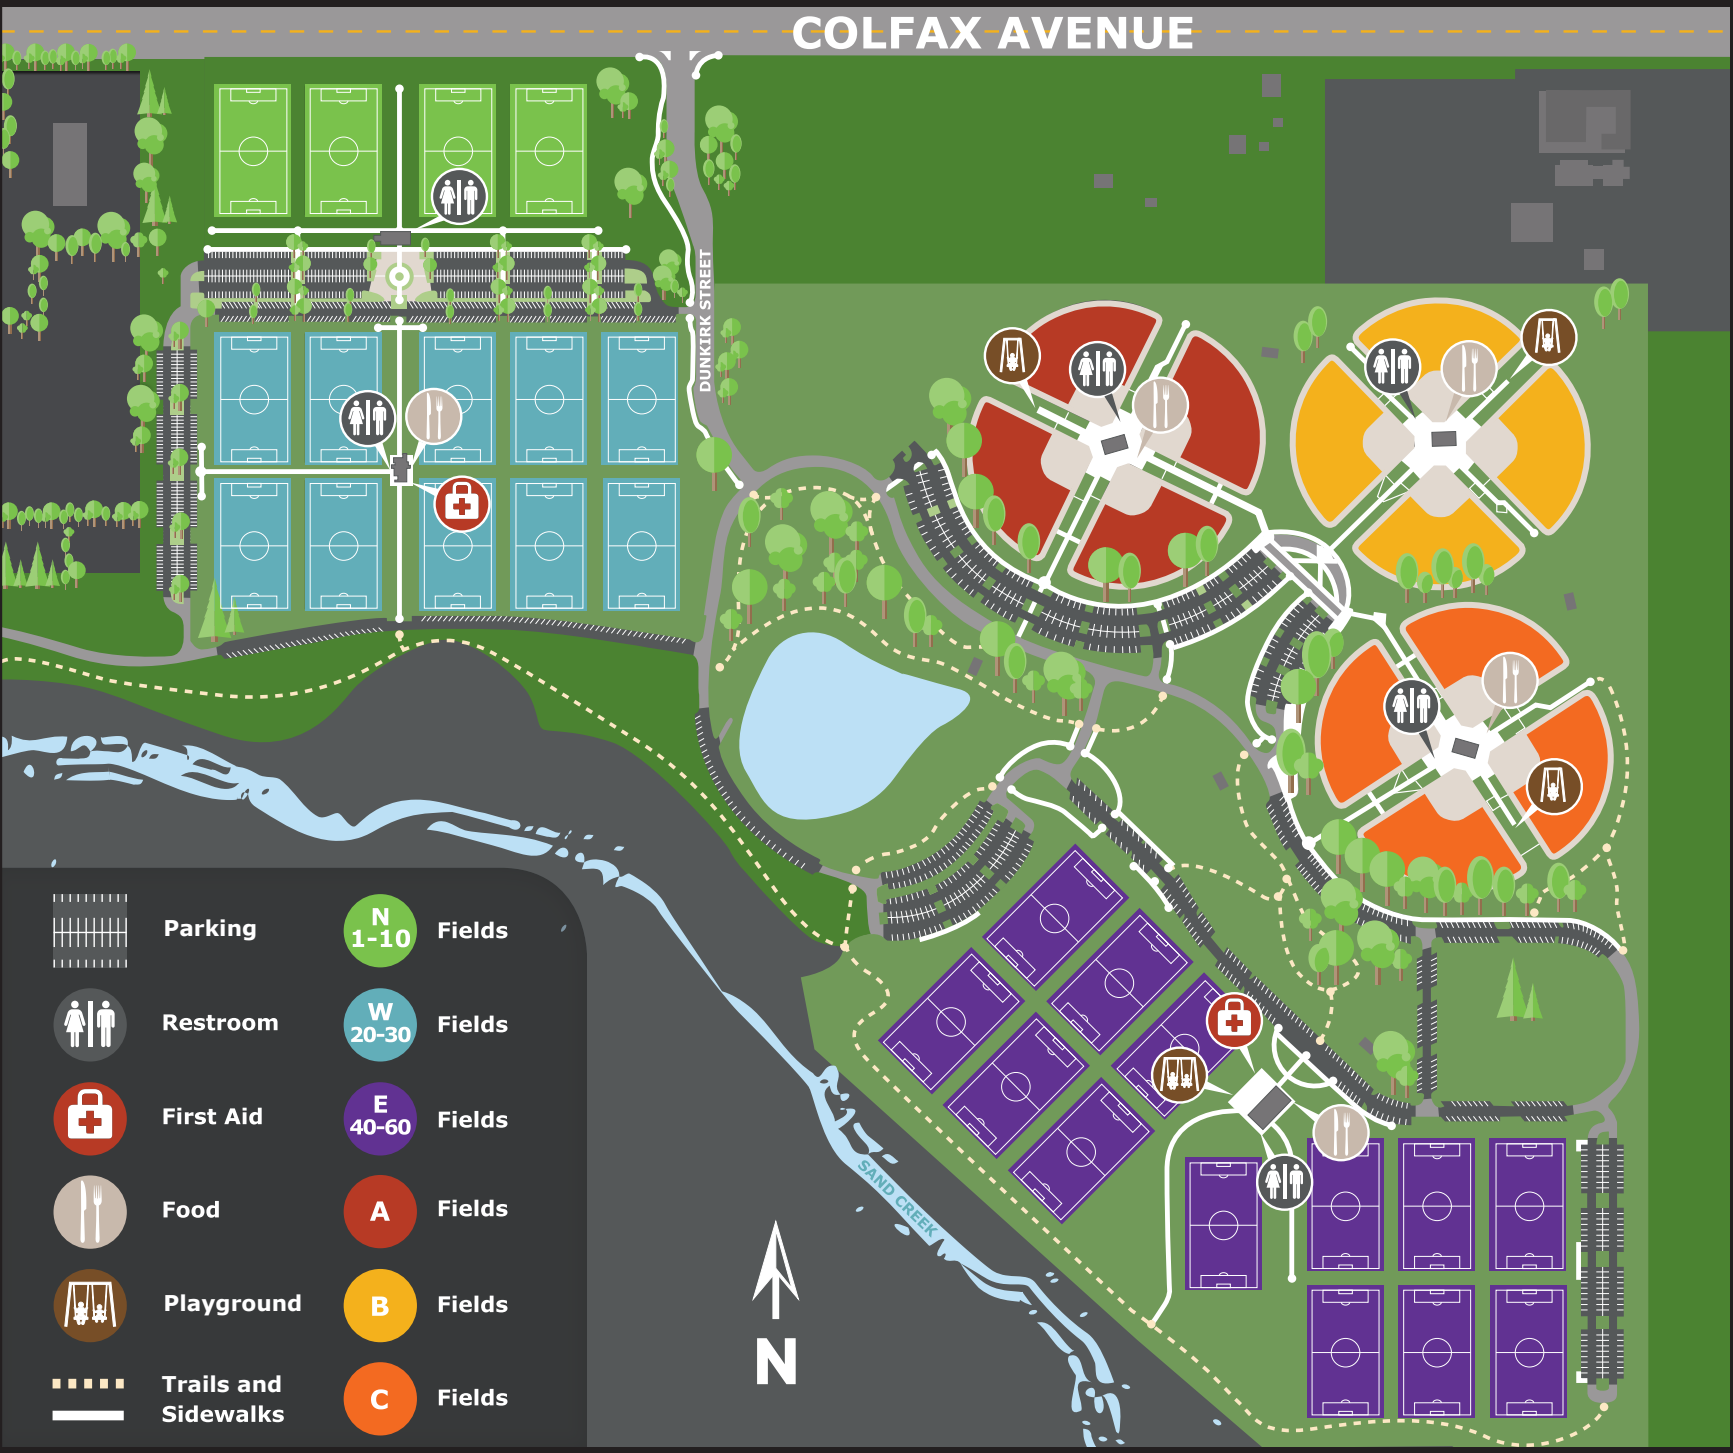 COLFAX AVENUE
DUNKIRK STREET
Parking
N
1-10
Fields
Restroom
W
20-30
Fields
First Aid
E
40-60
Fields
Food
A
Fields
Playground
B
Fields
Trails and
Sidewalks
C
Fields
SAND CREEK
N